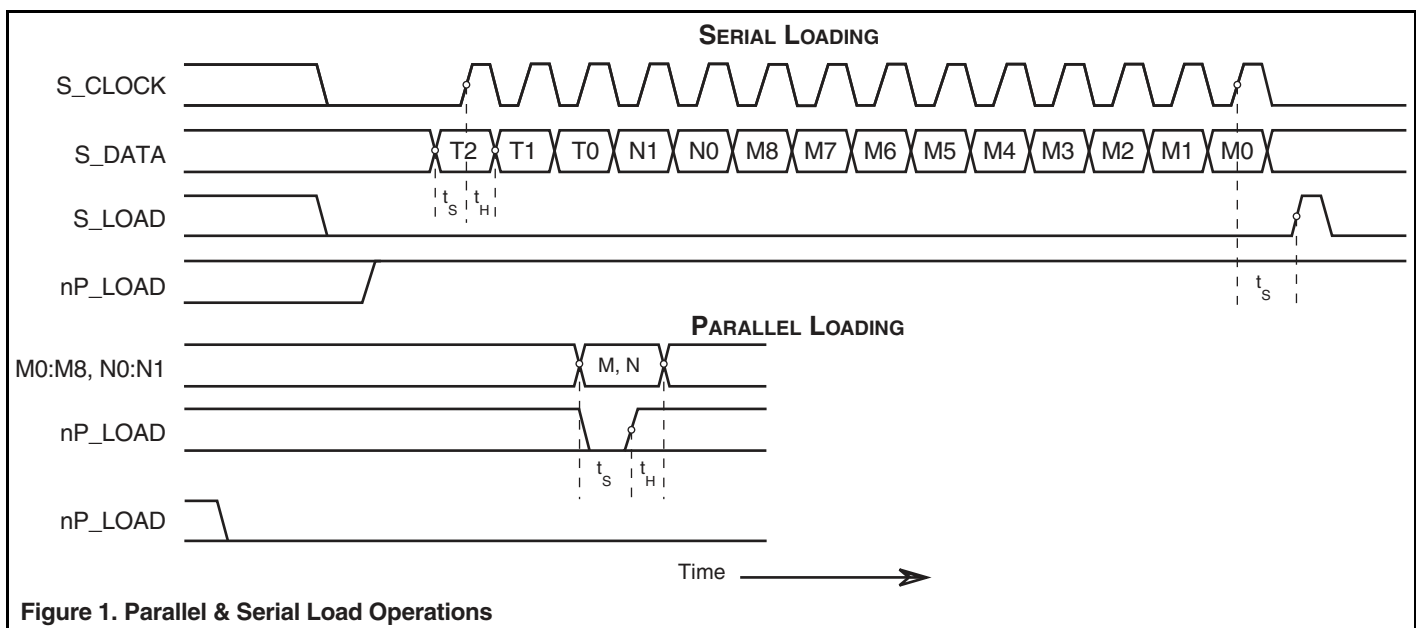 SERIAL LOADING
S_CLOCK
S_DATA T2 T1 T0 N1 N0 M8 M7 M6 M5 M4 M3 M2 M1 M0
tS tH
S_LOAD
nP_LOAD
tS
PARALLEL LOADING
M0:M8, N0:N1 M, N
nP_LOAD
tS tH
nP_LOAD
Time
Figure 1. Parallel & Serial Load Operations